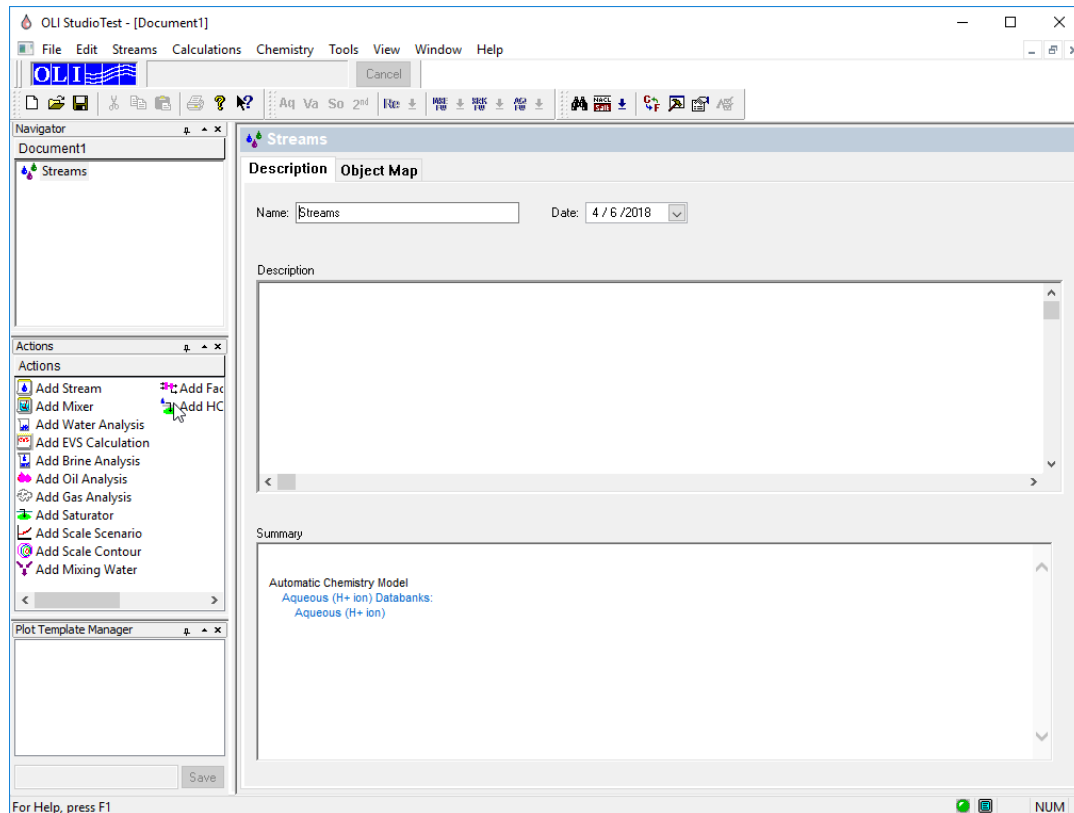 OLI StudioTest - [Document1]
File Edit Streams Calculations Chemistry Tools View Window Help
OLI Cancel
Aq Va So 2nd Re
Navigator
Document1
Streams
Actions
Actions
Add Stream Add Fac
Add Mixer Add HC
Add Water Analysis
Add EVS Calculation
Add Brine Analysis
Add Oil Analysis
Add Gas Analysis
Add Saturator
Add Scale Scenario
Add Scale Contour
Add Mixing Water
Plot Template Manager
Save
Streams
Description Object Map
Name: Streams Date: 4 / 6 /2018
Description
Summary
Automatic Chemistry Model
Aqueous (H+ ion) Databanks:
Aqueous (H+ ion)
For Help, press F1 NUM